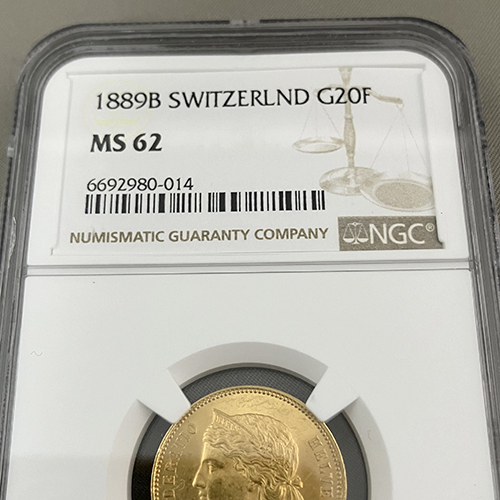 1889B SWITZERLND G20F
MS 62
6692980-014
NUMISMATIC GUARANTY COMPANY
NGC